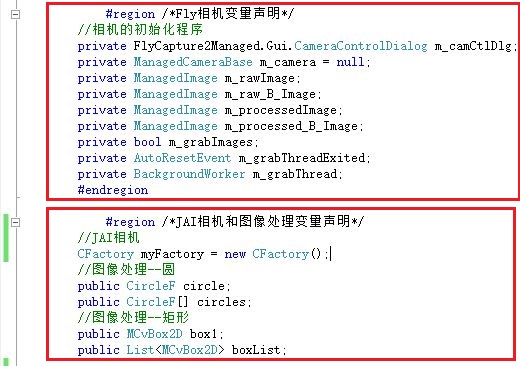 #region /*Fly相机变量声明*/
//相机的初始化程序
private FlyCapture2Managed.Gui.CameraControlDialog m_camCtlDlg;
private ManagedCameraBase m_camera = null;
private ManagedImage m_rawImage;
private ManagedImage m_raw_B_Image;
private ManagedImage m_processedImage;
private ManagedImage m_processed_B_Image;
private bool m_grabImages;
private AutoResetEvent m_grabThreadExited;
private BackgroundWorker m_grabThread;
#endregion
#region /*JAI相机和图像处理变量声明*/
//JAI相机
CFactory myFactory = new CFactory();
//图像处理--圆
public CircleF circle;
public CircleF[] circles;
//图像处理--矩形
public MCvBox2D box1;
public List<MCvBox2D> boxList;